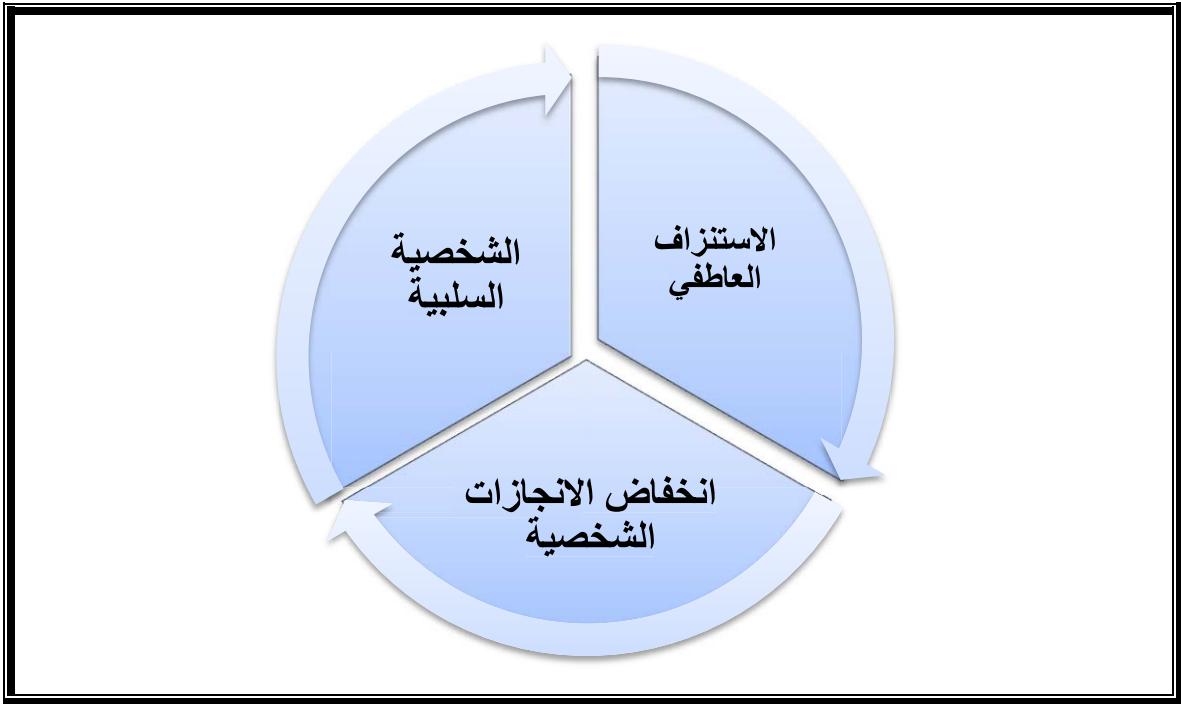 الاستنزاف
العاطفي
الشخصية
السلبية
انخفاض الانجازات
الشخصية